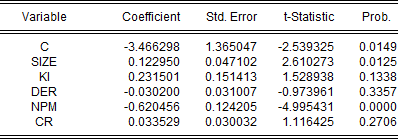 Variable Coefficient Std. Error t-Statistic Prob.
C -3.466298 1.365047 -2.539325 0.0149
SIZE 0.122950 0.047102 2.610273 0.0125
KI 0.231501 0.151413 1.528938 0.1338
DER -0.030200 0.031007 -0.973961 0.3357
NPM -0.620456 0.124205 -4.995431 0.0000
CR 0.033529 0.030032 1.116425 0.2706